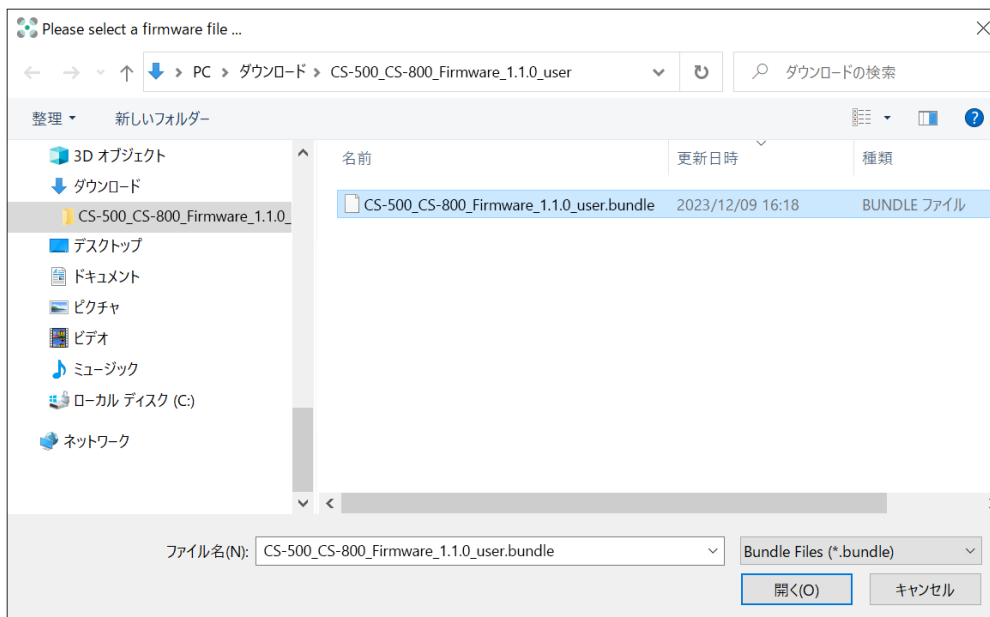 Please select a firmware file ...
PC > ダウンロード > CS-500_CS-800_Firmware_1.1.0_user
ダウンロードの検索
整理 新しいフォルダー
名前 更新日時 種類
3D オブジェクト
ダウンロード
CS-500_CS-800_Firmware_1.1.0_
デスクトップ
ドキュメント
ピクチャ
ビデオ
ミュージック
ローカル ディスク (C:)
ネットワーク
CS-500_CS-800_Firmware_1.1.0_user.bundle 2023/12/09 16:18 BUNDLE ファイル
ファイル名(N): CS-500_CS-800_Firmware_1.1.0_user.bundle
Bundle Files (*.bundle)
開く(O) キャンセル